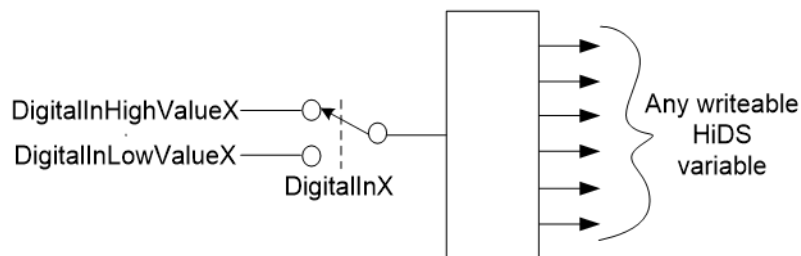 DigitalInHighValueX
DigitalInLowValueX
DigitalInX
Any writeable
HiDS
variable